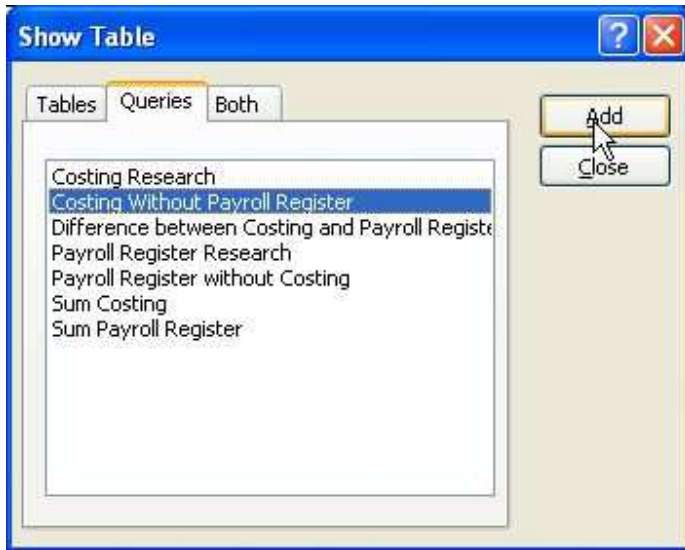 Show Table
?
Tables Queries Both
Add
Close
Costing Research
Costing Without Payroll Register
Difference between Costing and Payroll Registe
Payroll Register Research
Payroll Register without Costing
Sum Costing
Sum Payroll Register